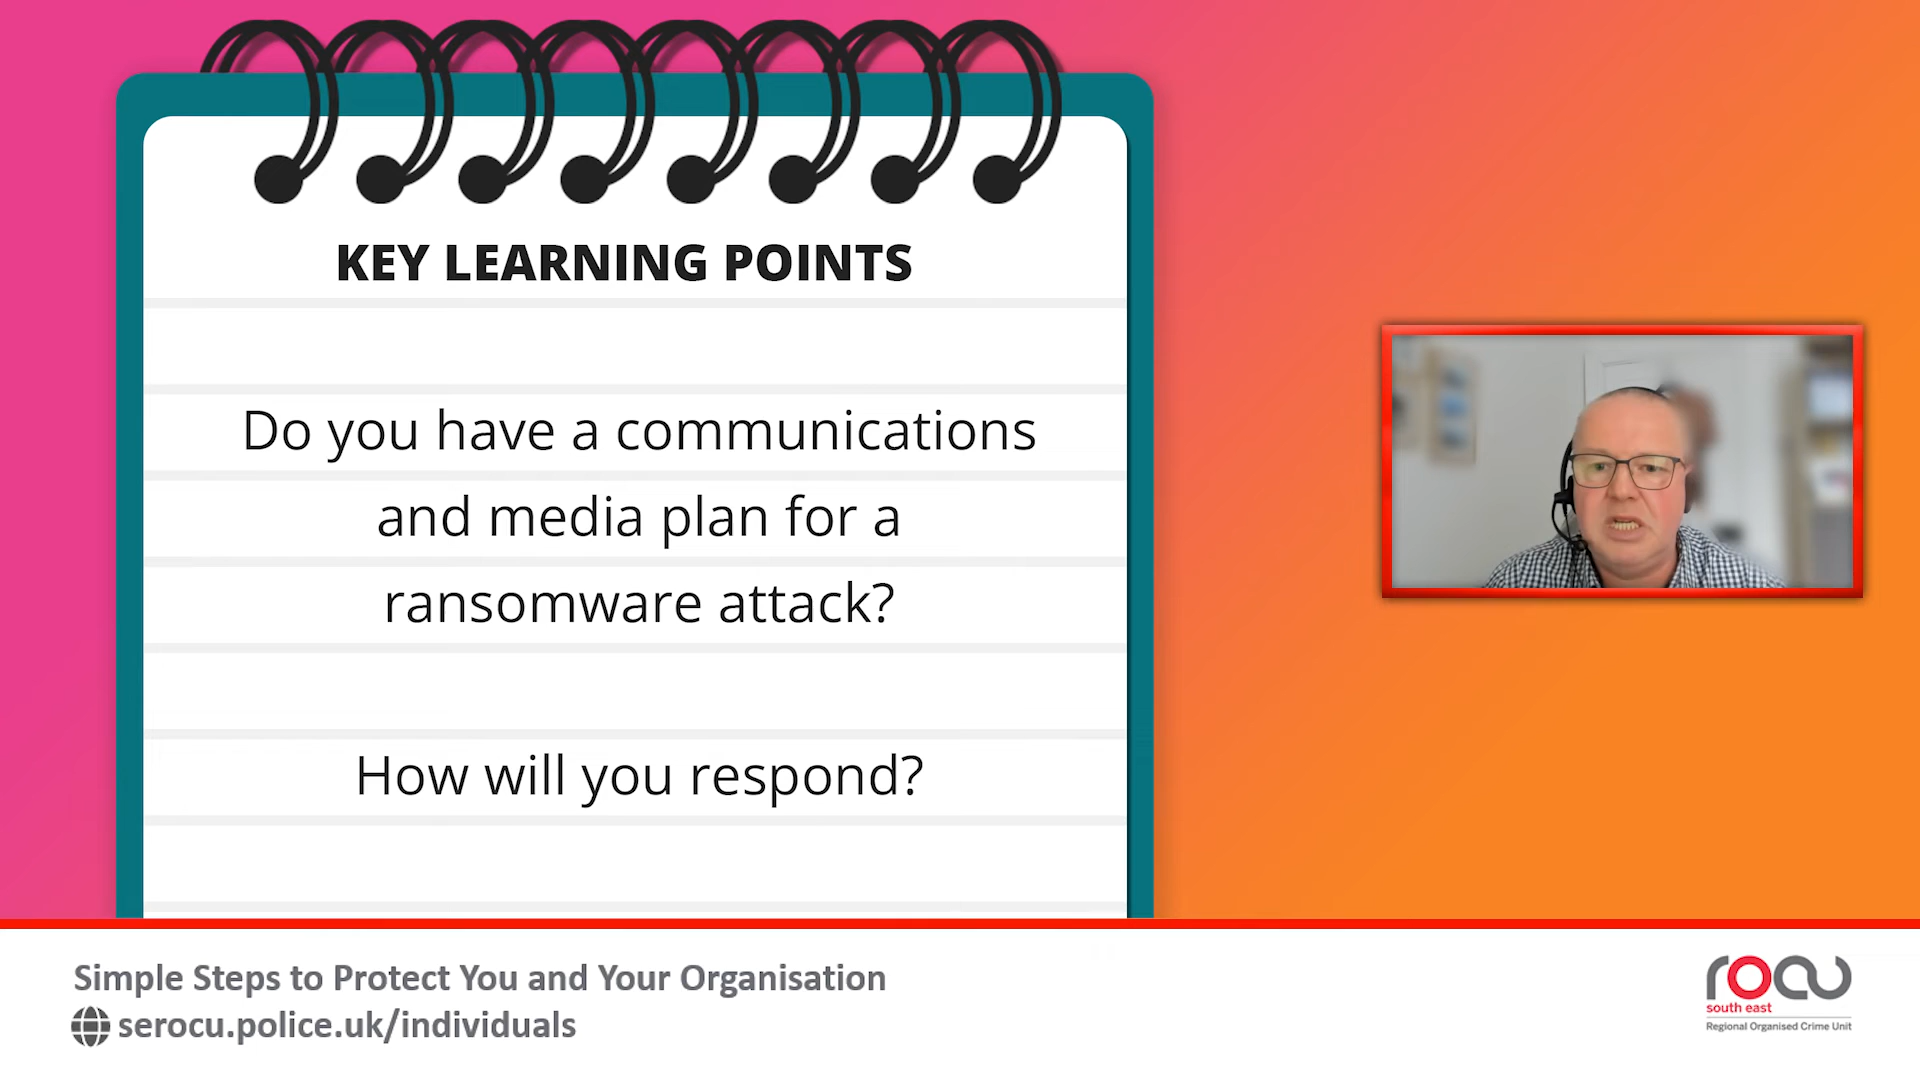 KEY LEARNING POINTS
Do you have a communications
and media plan for a
ransomware attack?
How will you respond?
Simple Steps to Protect You and Your Organisation
serocu.police.uk/individuals
rocu
south east
Regional Organised Crime Unit